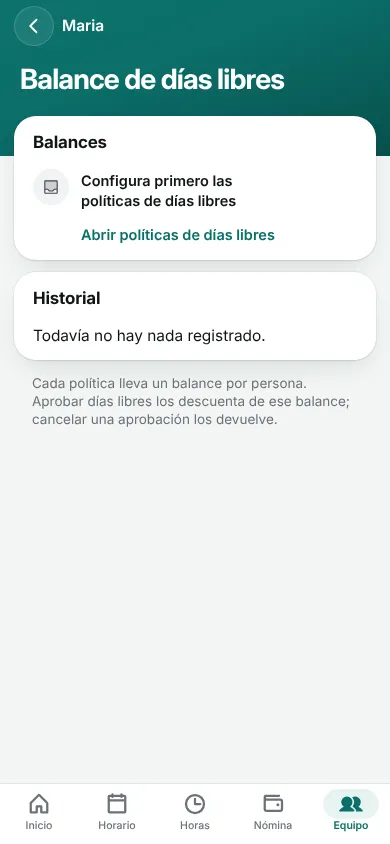 Maria
Balance de días libres
Balances
Configura primero las
políticas de días libres
Abrir políticas de días libres
Historial
Todavía no hay nada registrado.
Cada política lleva un balance por persona.
Aprobar días libres los descuenta de ese balance;
cancelar una aprobación los devuelve.
Inicio
Horario
Horas
Nómina
Equipo